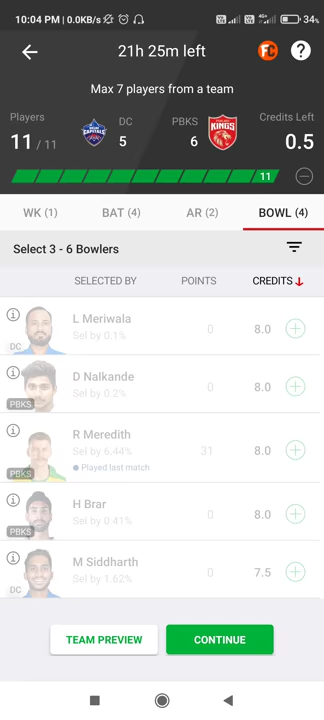 10:04 PM | 0.0KB/s
4G+
34%
21h 25m left
FC
?
Max 7 players from a team
Players
DC
PBKS
Credits Left
11 / 11
5
6
0.5
11
WK (1)
BAT (4)
AR (2)
BOWL (4)
Select 3 - 6 Bowlers
SELECTED BY
POINTS
CREDITS
L Meriwala
Sel by 0.1%
0
8.0
DC
D Nalkande
Sel by 0.2%
0
8.0
PBKS
R Meredith
Sel by 6.44%
31
8.0
Played last match
PBKS
H Brar
Sel by 0.41%
0
8.0
PBKS
M Siddharth
Sel by 1.62%
0
7.5
DC
TEAM PREVIEW
CONTINUE